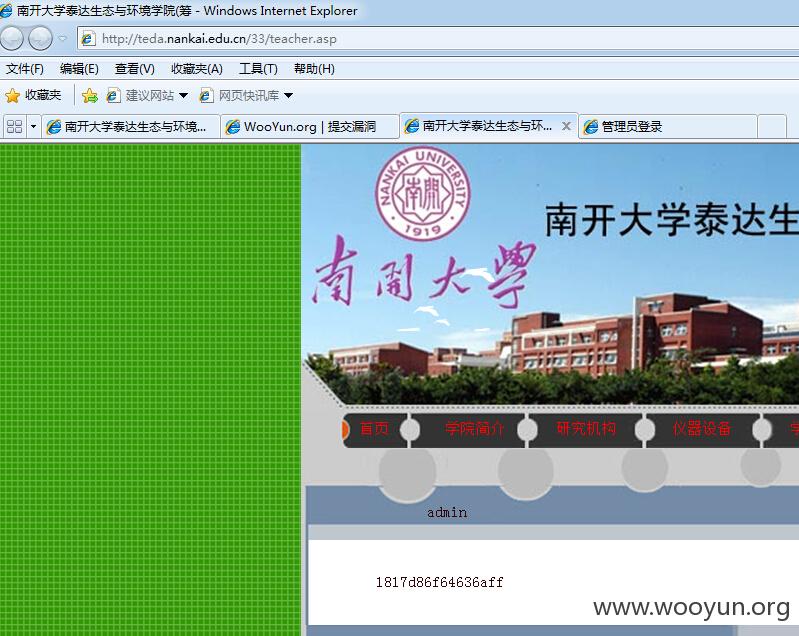 南开大学泰达生态与环境学院(筹 - Windows Internet Explorer
http://teda.nankai.edu.cn/33/teacher.asp
文件(F) 编辑(E) 查看(V) 收藏夹(A) 工具(T) 帮助(H)
收藏夹 建议网站 网页快讯库
南开大学泰达生态与环境... WooYun.org | 提交漏洞 南开大学泰达生态与环... 管理员登录
NANKAI UNIVERSITY
南開
1919
南开大学泰达生
南開大學
首页 学院简介 研究机构 仪器设备 学
admin
1817d86f64636aff
www.wooyun.org